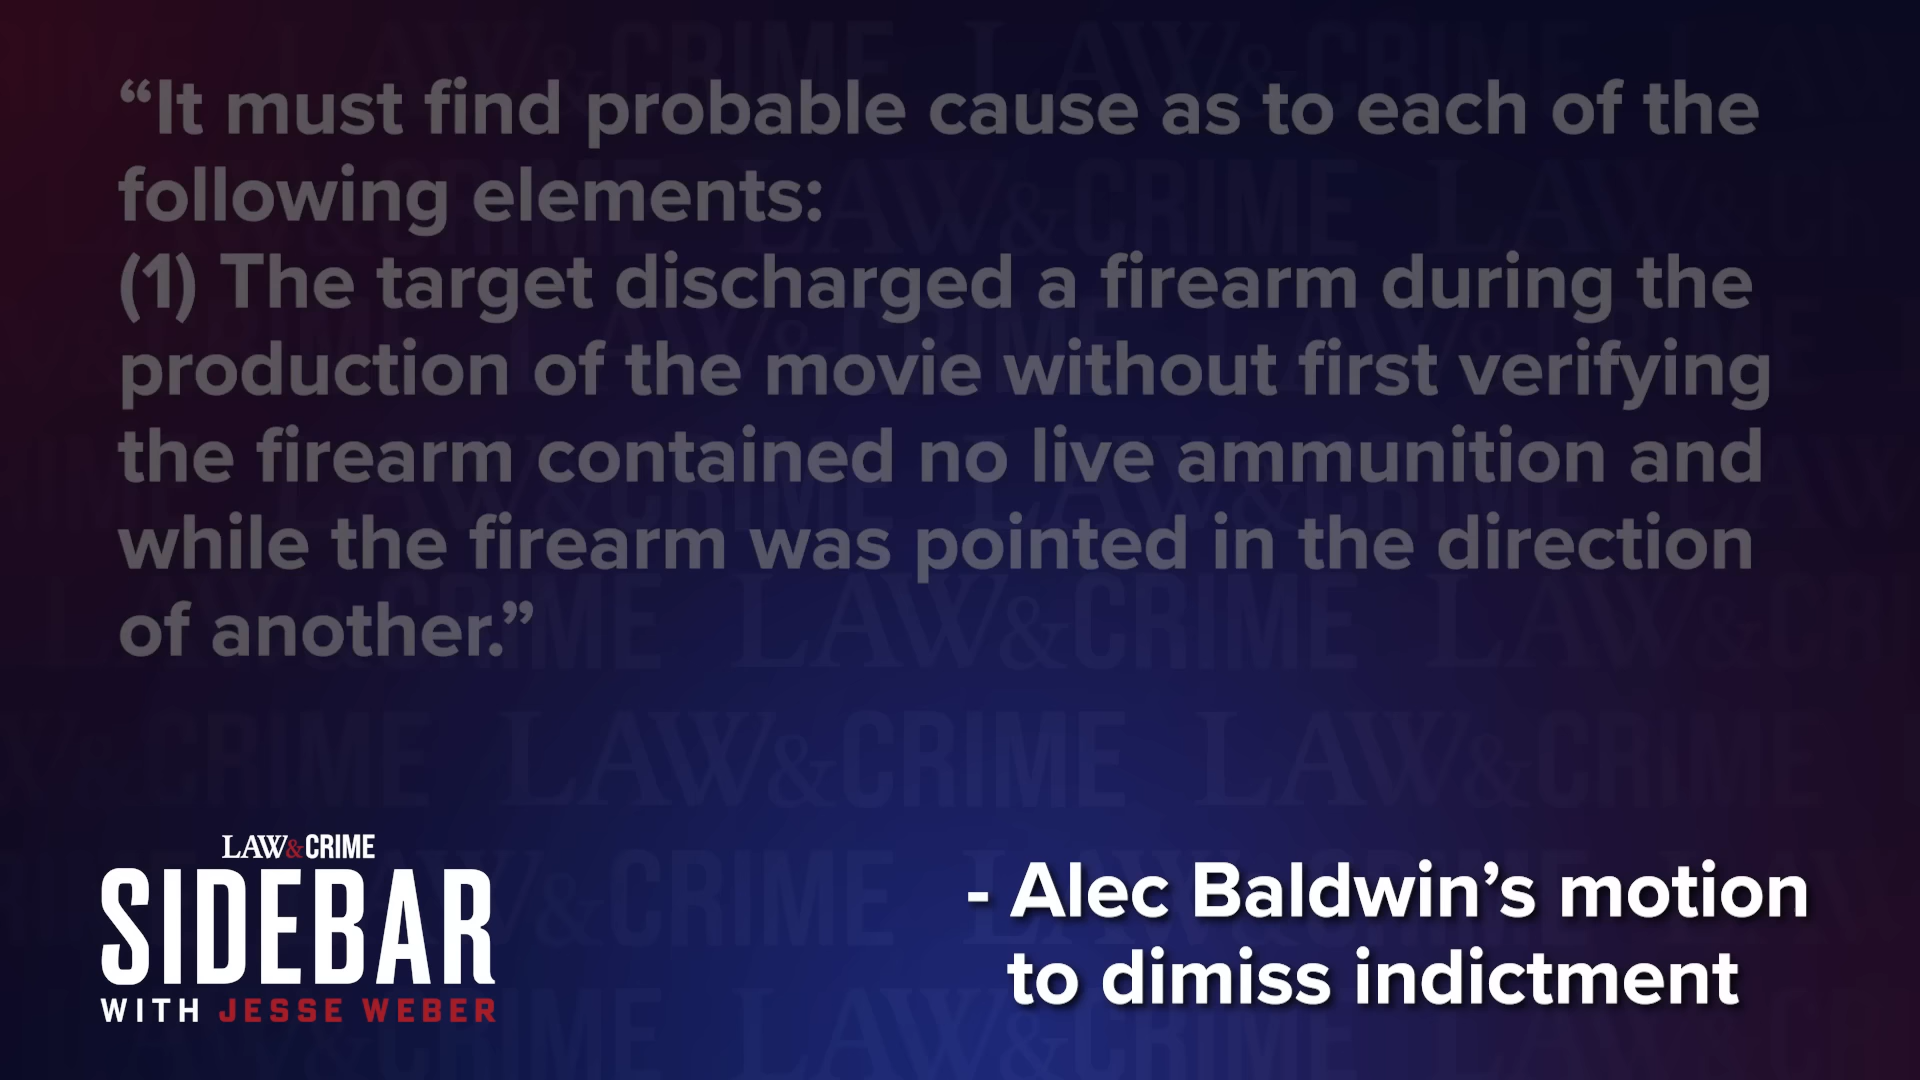 “It must find probable cause as to each of the
following elements:
(1) The target discharged a firearm during the
production of the movie without first verifying
the firearm contained no live ammunition and
while the firearm was pointed in the direction
of another.”
LAW&CRIME
SIDEBAR
WITH JESSE WEBER
- Alec Baldwin’s motion
to dimiss indictment